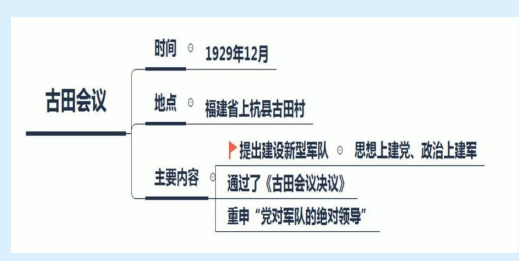 古田会议
时间
1929年12月
地点
福建省上杭县古田村
主要内容
提出建设新型军队
思想上建党、政治上建军
通过了《古田会议决议》
重申“党对军队的绝对领导”